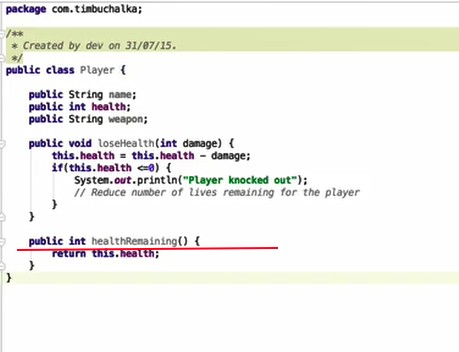 package com.timbuchalka;
/**
 * Created by dev on 31/07/15.
 */
public class Player {
    public String name;
    public int health;
    public String weapon;
    public void loseHealth(int damage) {
        this.health = this.health - damage;
        if(this.health <=0) {
            System.out.println("Player knocked out");
            // Reduce number of lives remaining for the player
        }
    }
    public int healthRemaining() {
        return this.health;
    }
}